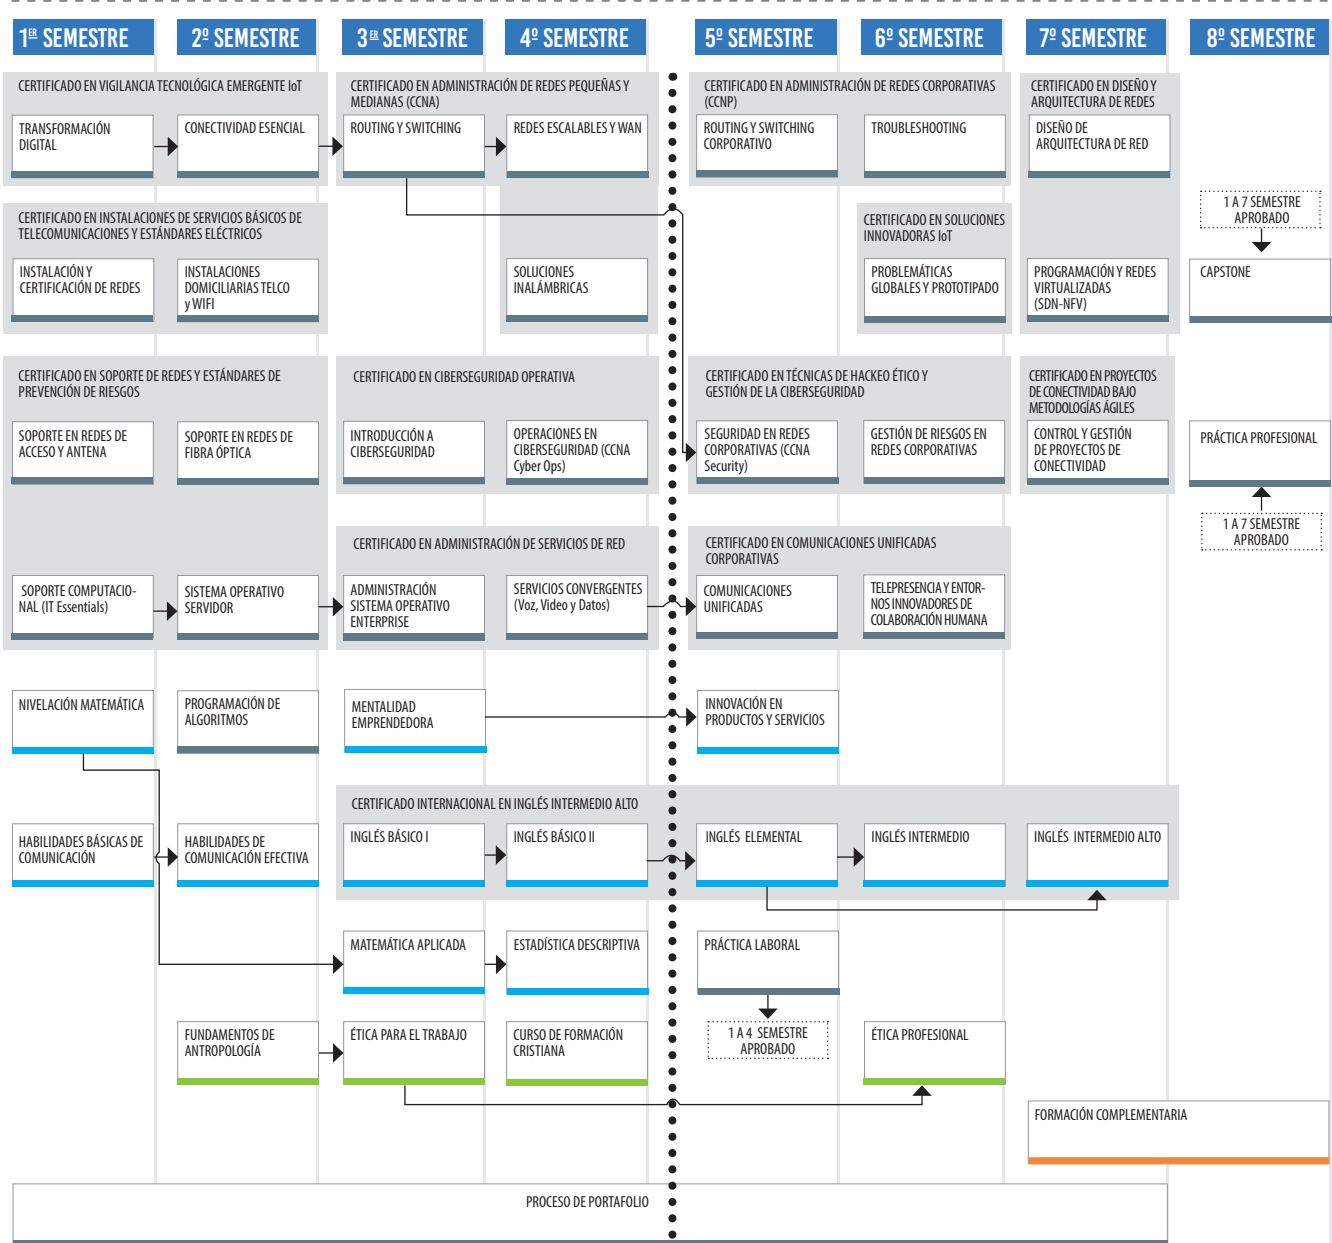 1ER SEMESTRE
2º SEMESTRE
3ER SEMESTRE
4º SEMESTRE
5º SEMESTRE
6º SEMESTRE
7º SEMESTRE
8º SEMESTRE
CERTIFICADO EN VIGILANCIA TECNOLÓGICA EMERGENTE IoT
CERTIFICADO EN ADMINISTRACIÓN DE REDES PEQUEÑAS Y
MEDIANAS (CCNA)
CERTIFICADO EN ADMINISTRACIÓN DE REDES CORPORATIVAS
(CCNP)
CERTIFICADO EN DISEÑO Y
ARQUITECTURA DE REDES
TRANSFORMACIÓN
DIGITAL
CONECTIVIDAD ESENCIAL
ROUTING Y SWITCHING
REDES ESCALABLES Y WAN
ROUTING Y SWITCHING
CORPORATIVO
TROUBLESHOOTING
DISEÑO DE
ARQUITECTURA DE RED
CERTIFICADO EN INSTALACIONES DE SERVICIOS BÁSICOS DE
TELECOMUNICACIONES Y ESTÁNDARES ELÉCTRICOS
CERTIFICADO EN SOLUCIONES
INNOVADORAS IoT
1 A 7 SEMESTRE
APROBADO
INSTALACIÓN Y
CERTIFICACIÓN DE REDES
INSTALACIONES
DOMICILIARIAS TELCO
y WIFI
SOLUCIONES
INALÁMBRICAS
PROBLEMÁTICAS
GLOBALES Y PROTOTIPADO
PROGRAMACIÓN Y REDES
VIRTUALIZADAS
(SDN-NFV)
CAPSTONE
CERTIFICADO EN SOPORTE DE REDES Y ESTÁNDARES DE
PREVENCIÓN DE RIESGOS
CERTIFICADO EN CIBERSEGURIDAD OPERATIVA
CERTIFICADO EN TÉCNICAS DE HACKEO ÉTICO Y
GESTIÓN DE LA CIBERSEGURIDAD
CERTIFICADO EN PROYECTOS
DE CONECTIVIDAD BAJO
METODOLOGÍAS ÁGILES
SOPORTE EN REDES DE
ACCESO Y ANTENA
SOPORTE EN REDES DE
FIBRA ÓPTICA
INTRODUCCIÓN A
CIBERSEGURIDAD
OPERACIONES EN
CIBERSEGURIDAD (CCNA
Cyber Ops)
SEGURIDAD EN REDES
CORPORATIVAS (CCNA
Security)
GESTIÓN DE RIESGOS EN
REDES CORPORATIVAS
CONTROL Y GESTIÓN
DE PROYECTOS DE
CONECTIVIDAD
PRÁCTICA PROFESIONAL
1 A 7 SEMESTRE
APROBADO
CERTIFICADO EN ADMINISTRACIÓN DE SERVICIOS DE RED
CERTIFICADO EN COMUNICACIONES UNIFICADAS
CORPORATIVAS
SOPORTE COMPUTACIO-
NAL (IT Essentials)
SISTEMA OPERATIVO
SERVIDOR
ADMINISTRACIÓN
SISTEMA OPERATIVO
ENTERPRISE
SERVICIOS CONVERGENTES
(Voz, Video y Datos)
COMUNICACIONES
UNIFICADAS
TELEPRESENCIA Y ENTOR-
NOS INNOVADORES DE
COLABORACIÓN HUMANA
NIVELACIÓN MATEMÁTICA
PROGRAMACIÓN DE
ALGORITMOS
MENTALIDAD
EMPRENDEDORA
INNOVACIÓN EN
PRODUCTOS Y SERVICIOS
CERTIFICADO INTERNACIONAL EN INGLÉS INTERMEDIO ALTO
HABILIDADES BÁSICAS DE
COMUNICACIÓN
HABILIDADES DE
COMUNICACIÓN EFECTIVA
INGLÉS BÁSICO I
INGLÉS BÁSICO II
INGLÉS ELEMENTAL
INGLÉS INTERMEDIO
INGLÉS INTERMEDIO ALTO
MATEMÁTICA APLICADA
ESTADÍSTICA DESCRIPTIVA
PRÁCTICA LABORAL
FUNDAMENTOS DE
ANTROPOLOGÍA
ÉTICA PARA EL TRABAJO
CURSO DE FORMACIÓN
CRISTIANA
1 A 4 SEMESTRE
APROBADO
ÉTICA PROFESIONAL
FORMACIÓN COMPLEMENTARIA
PROCESO DE PORTAFOLIO